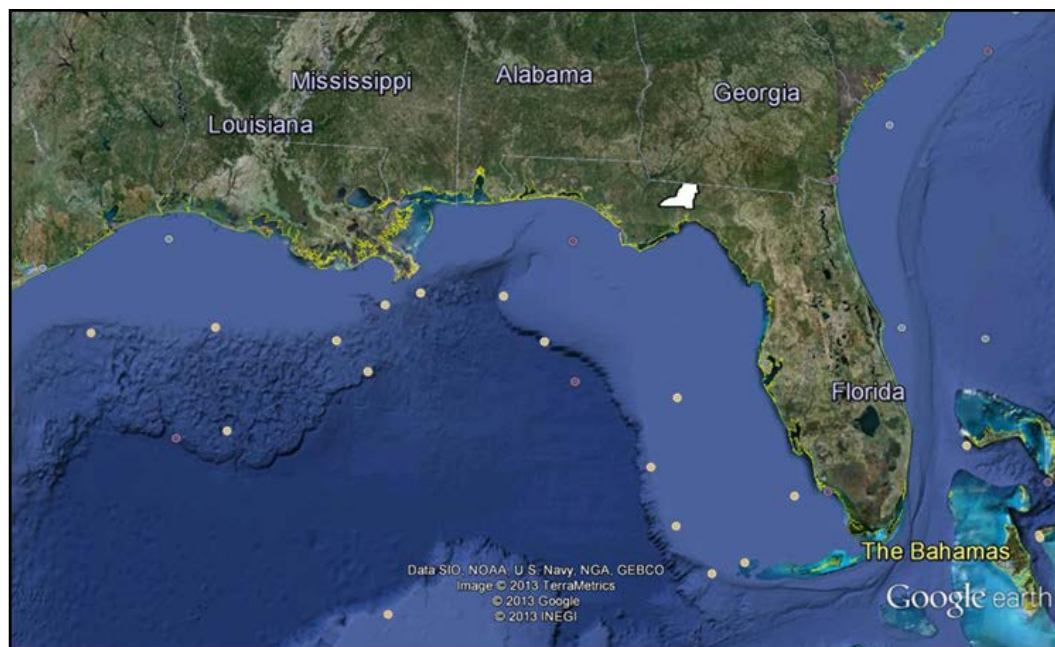 Mississippi
Alabama
Georgia
Louisiana
Florida
The Bahamas
Data SIO, NOAA, U.S. Navy, NGA, GEBCO
Image © 2013 TerraMetrics
© 2013 Google
© 2013 INEGI
Google earth